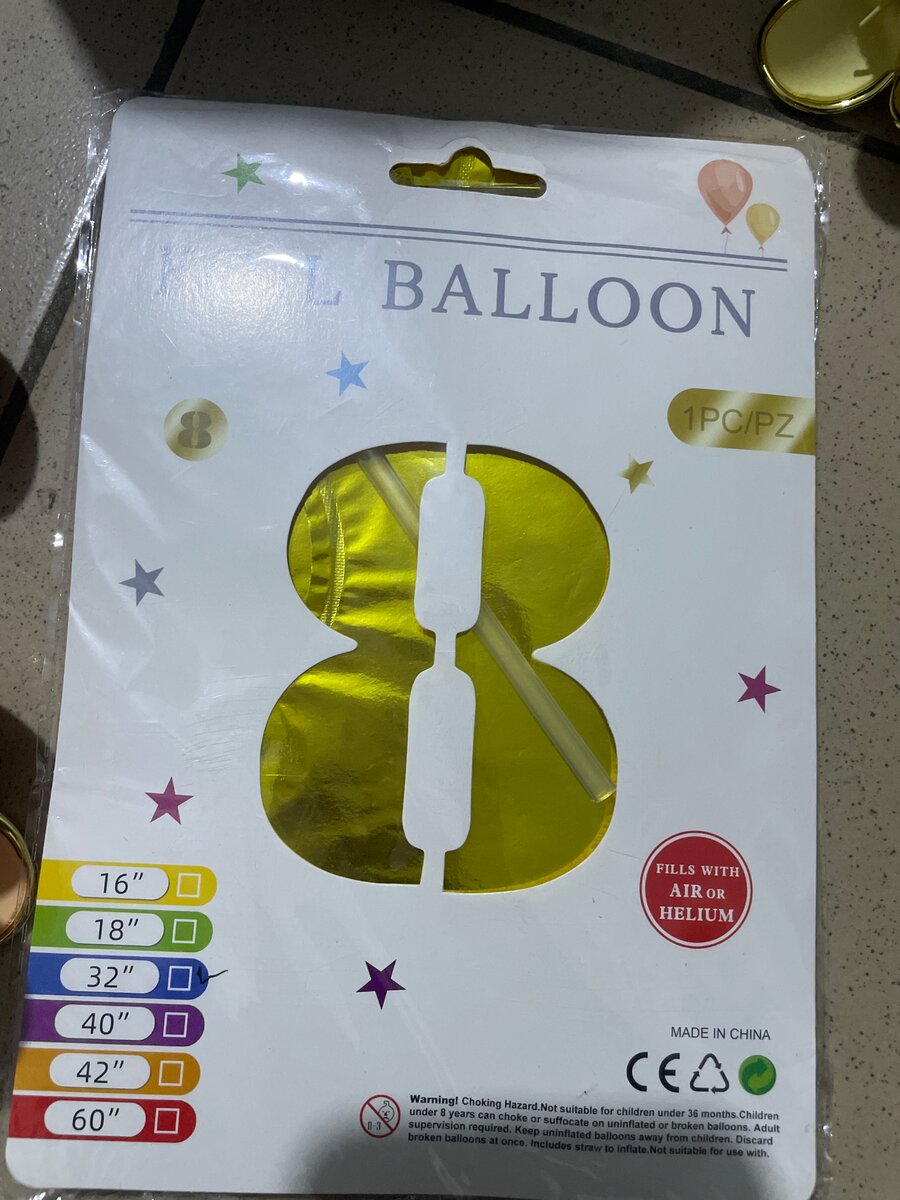 BALLOON
8
1PC/PZ
8
16”
18”
32”
40”
42”
60”
FILLS WITH
AIR OR
HELIUM
MADE IN CHINA
CE
0-3
Warning! Choking Hazard.Not suitable for children under 36 months.Children
under 8 years can choke or suffocate on uninflated or broken balloons. Adult
supervision required. Keep uninflated balloons away from children. Discard
broken balloons at once. Includes straw to inflate.Not suitable for use with.